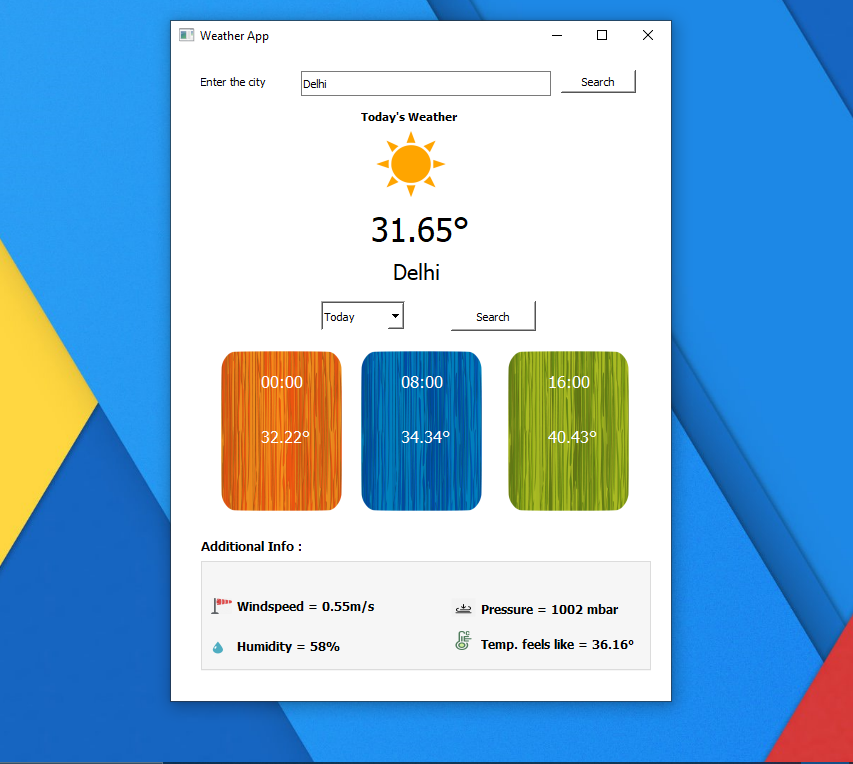 Weather App
Enter the city
Delhi
Search
Today's Weather
31.65°
Delhi
Today
Search
00:00 08:00 16:00
32.22° 34.34° 40.43°
Additional Info :
Windspeed = 0.55m/s
Pressure = 1002 mbar
Humidity = 58%
Temp. feels like = 36.16°